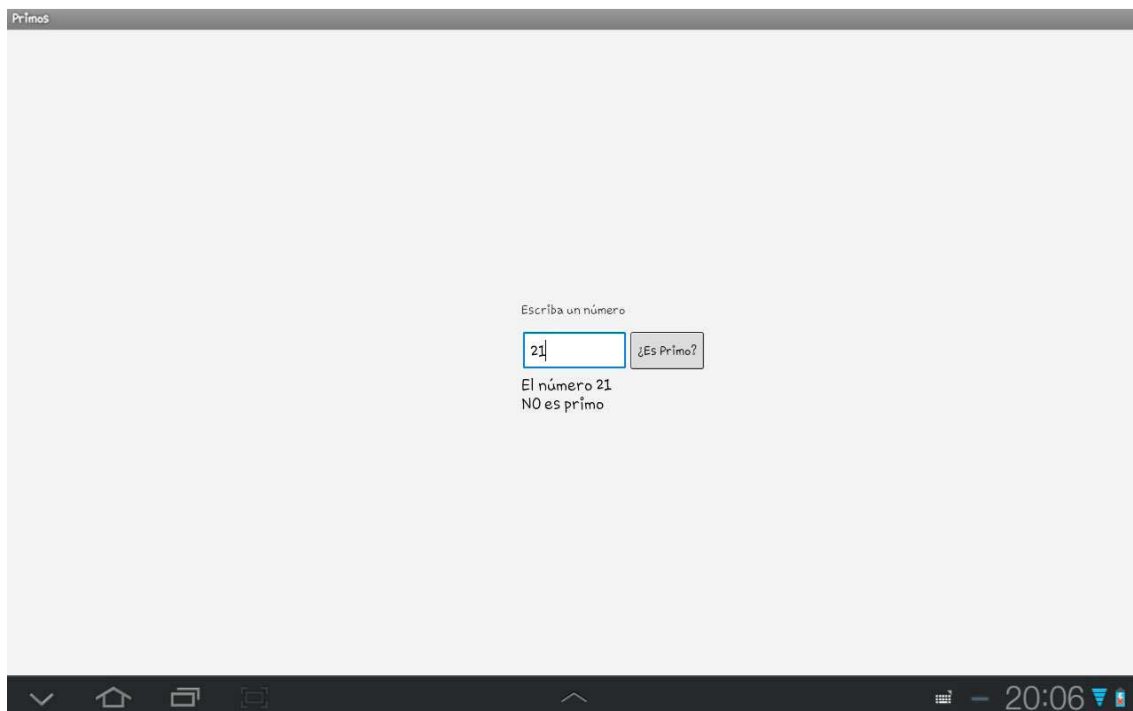 Primos
Escriba un número
21
¿Es Primo?
El número 21
NO es primo
20:06